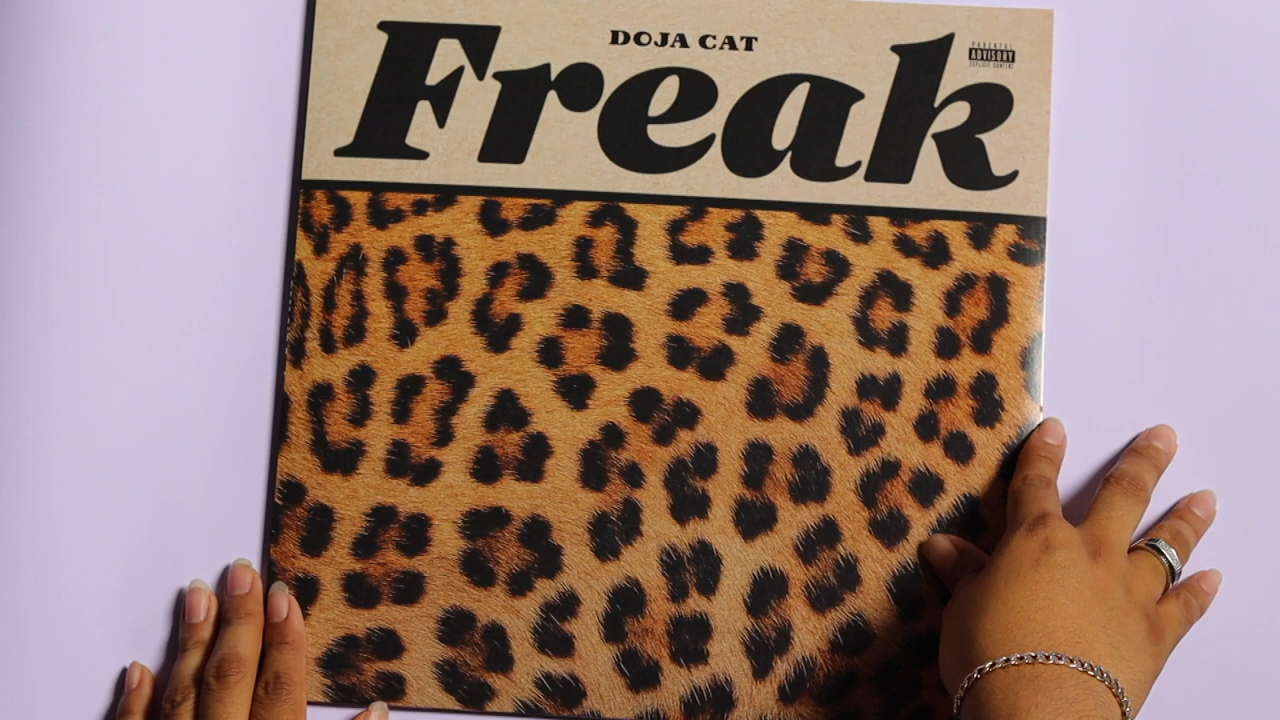 DOJA CAT
Freak
PARENTAL
ADVISORY
EXPLICIT CONTENT